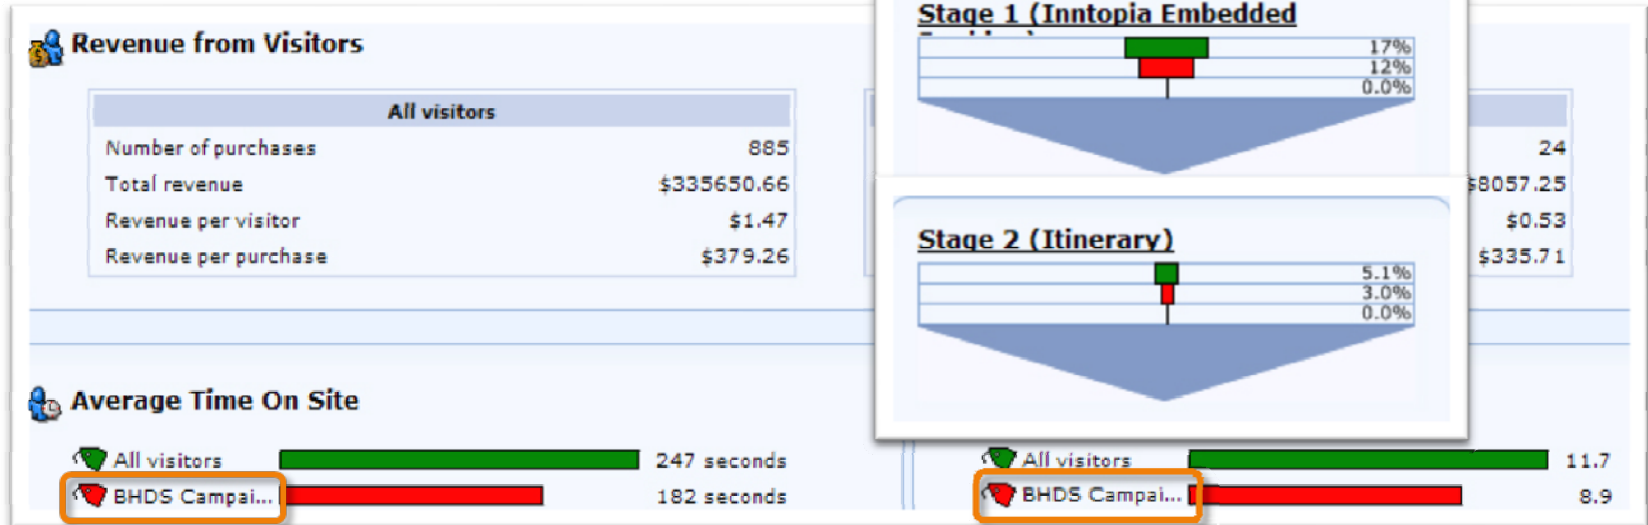 Revenue from Visitors
All visitors
Number of purchases 885
Total revenue $335650.66
Revenue per visitor $1.47
Revenue per purchase $379.26
24
$8057.25
$0.53
$335.71
Stage 1 (Inntopia Embedded
17%
12%
0.0%
Stage 2 (Itinerary)
5.1%
3.0%
0.0%
Average Time On Site
All visitors 247 seconds
BHDS Campai... 182 seconds
All visitors 11.7
BHDS Campai... 8.9